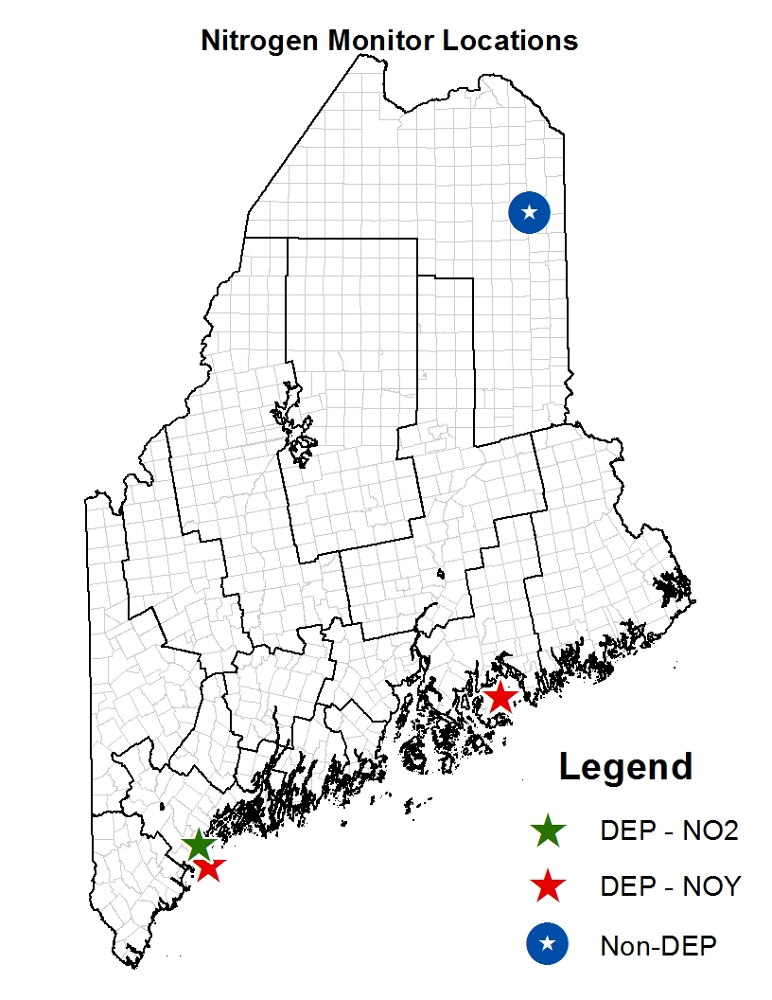 Nitrogen Monitor Locations
Legend
DEP - NO2
DEP - NOY
Non-DEP